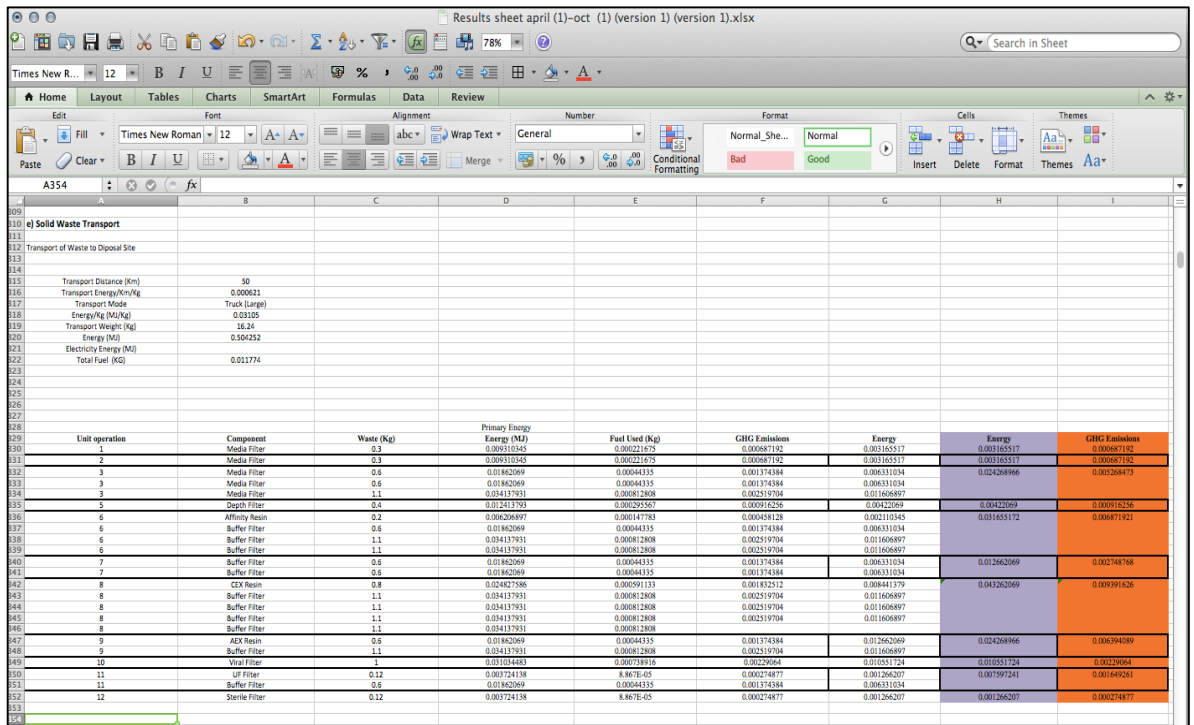 Results sheet april (1)-oct (1) (version 1) (version 1).xlsx
78%
Search in Sheet
Times New R... 12 B I U
Home Layout Tables Charts SmartArt Formulas Data Review
Edit Font Alignment Number Format Cells Themes
Fill Times New Roman 12 A A abc Wrap Text General Normal_She... Normal
Paste Clear B I U A Merge % Conditional Formatting Bad Good Insert Delete Format Themes Aa
A354 fx
A B C D E F G H I
309
310 e) Solid Waste Transport
311
312 Transport of Waste to Diposal Site
313
314
315 Transport Distance (Km) 50
316 Transport Energy/Km/Kg 0.000621
317 Transport Mode Truck (Large)
318 Energy/Kg (MJ/Kg) 0.03105
319 Transport Weight (Kg) 16.24
320 Energy (MJ) 0.504252
321 Electricity Energy (MJ)
322 Total Fuel (KG) 0.011774
323
324
325
326
327
328 Primary Energy
329 Unit operation Component Waste (Kg) Energy (MJ) Fuel Used (Kg) GHG Emissions Energy Energy GHG Emissions
330 1 Media Filter 0.3 0.009310345 0.000221675 0.000687192 0.003165517 0.003165517 0.000687192
331 2 Media Filter 0.3 0.009310345 0.000221675 0.000687192 0.003165517 0.003165517 0.000687192
332 3 Media Filter 0.6 0.01862069 0.00044335 0.001374384 0.006331034 0.024268966 0.005268473
333 3 Media Filter 0.6 0.01862069 0.00044335 0.001374384 0.006331034
334 3 Media Filter 1.1 0.034137931 0.000812808 0.002519704 0.011606897
335 5 Depth Filter 0.4 0.012413793 0.000295567 0.000916256 0.00422069 0.00422069 0.000916256
336 6 Affinity Resin 0.2 0.006206897 0.000147783 0.000458128 0.002110345 0.031655172 0.006871921
337 6 Buffer Filter 0.6 0.01862069 0.00044335 0.001374384 0.006331034
338 6 Buffer Filter 1.1 0.034137931 0.000812808 0.002519704 0.011606897
339 6 Buffer Filter 1.1 0.034137931 0.000812808 0.002519704 0.011606897
340 7 Buffer Filter 0.6 0.01862069 0.00044335 0.001374384 0.006331034 0.012662069 0.002748768
341 7 Buffer Filter 0.6 0.01862069 0.00044335 0.001374384 0.006331034
342 8 CEX Resin 0.8 0.024827586 0.000591133 0.001832512 0.008441379 0.043262069 0.009391626
343 8 Buffer Filter 1.1 0.034137931 0.000812808 0.002519704 0.011606897
344 8 Buffer Filter 1.1 0.034137931 0.000812808 0.002519704 0.011606897
345 8 Buffer Filter 1.1 0.034137931 0.000812808 0.002519704 0.011606897
346 8 Buffer Filter 1.1 0.034137931 0.000812808
347 9 AEX Resin 0.6 0.01862069 0.00044335 0.001374384 0.012662069 0.024268966 0.006394089
348 9 Buffer Filter 1.1 0.034137931 0.000812808 0.002519704 0.011606897
349 10 Viral Filter 1 0.031034483 0.000738916 0.00229064 0.010551724 0.010551724 0.00229064
350 11 UF Filter 0.12 0.003724138 8.867E-05 0.000274877 0.001266207 0.007597241 0.001649261
351 11 Buffer Filter 0.6 0.01862069 0.00044335 0.001374384 0.006331034
352 12 Sterile Filter 0.12 0.003724138 8.867E-05 0.000274877 0.001266207 0.001266207 0.000274877
353
354